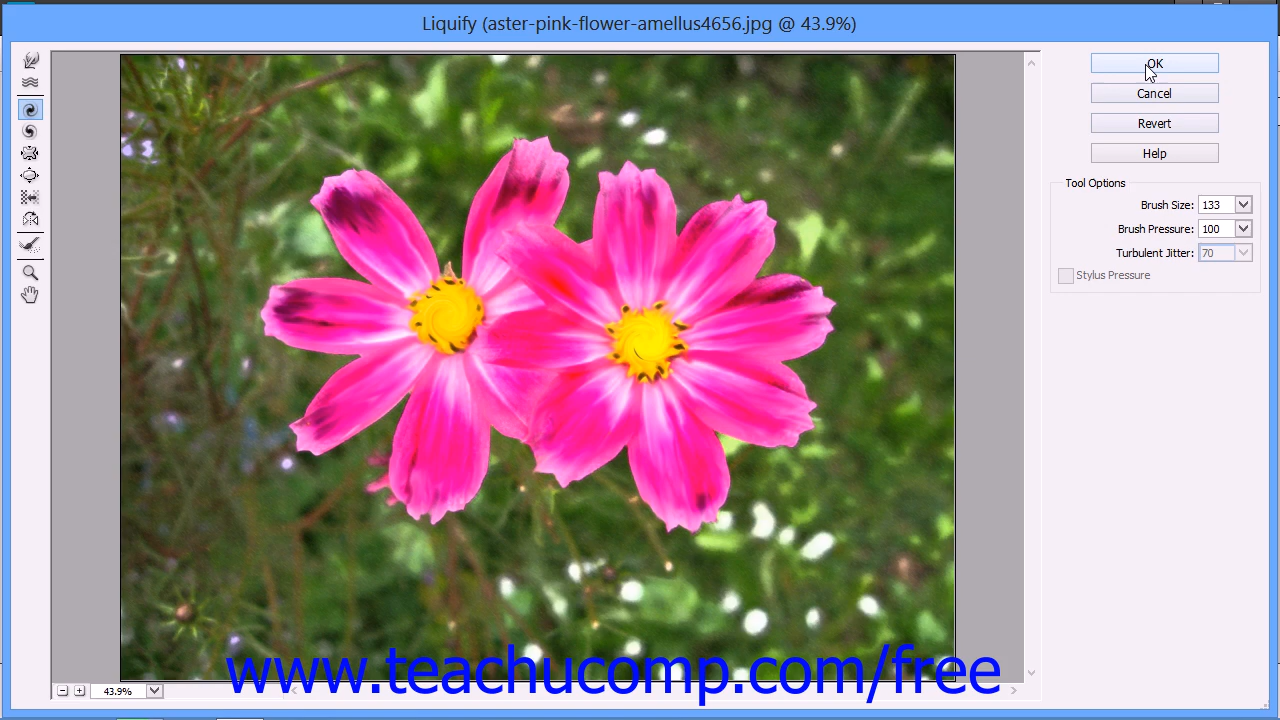 Liquify (aster-pink-flower-amellus4656.jpg @ 43.9%)
OK
Cancel
Revert
Help
Tool Options
Brush Size: 133
Brush Pressure: 100
Turbulent Jitter: 70
Stylus Pressure
43.9%
www.teachucomp.com/free